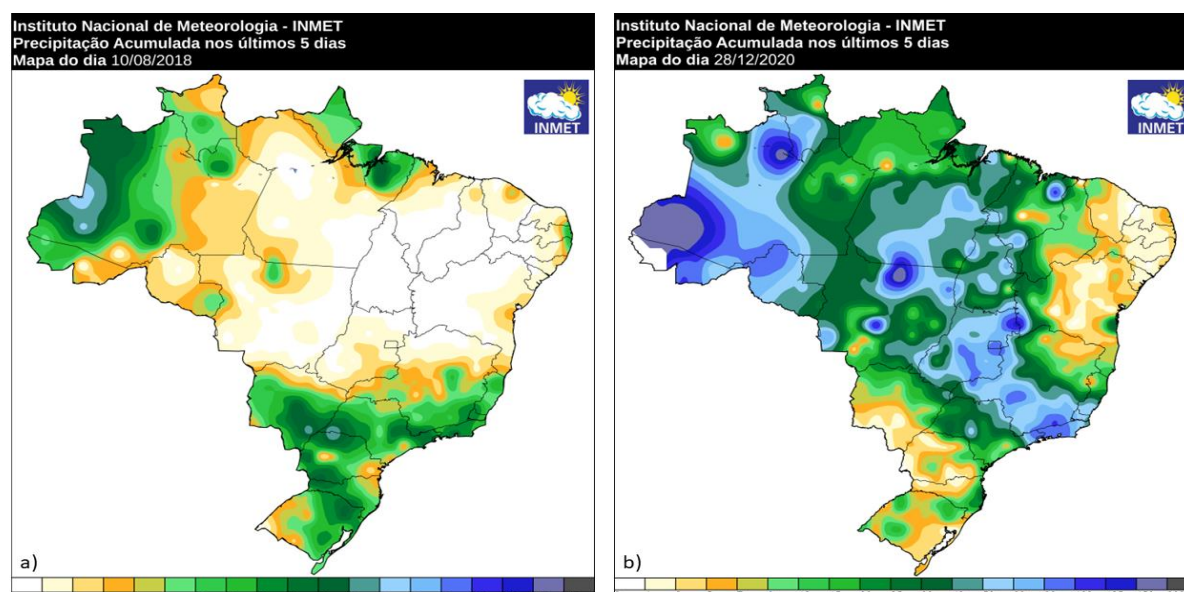 Instituto Nacional de Meteorologia - INMET
Precipitação Acumulada nos últimos 5 dias
Mapa do dia 10/08/2018
INMET
a)
Instituto Nacional de Meteorologia - INMET
Precipitação Acumulada nos últimos 5 dias
Mapa do dia 28/12/2020
INMET
b)